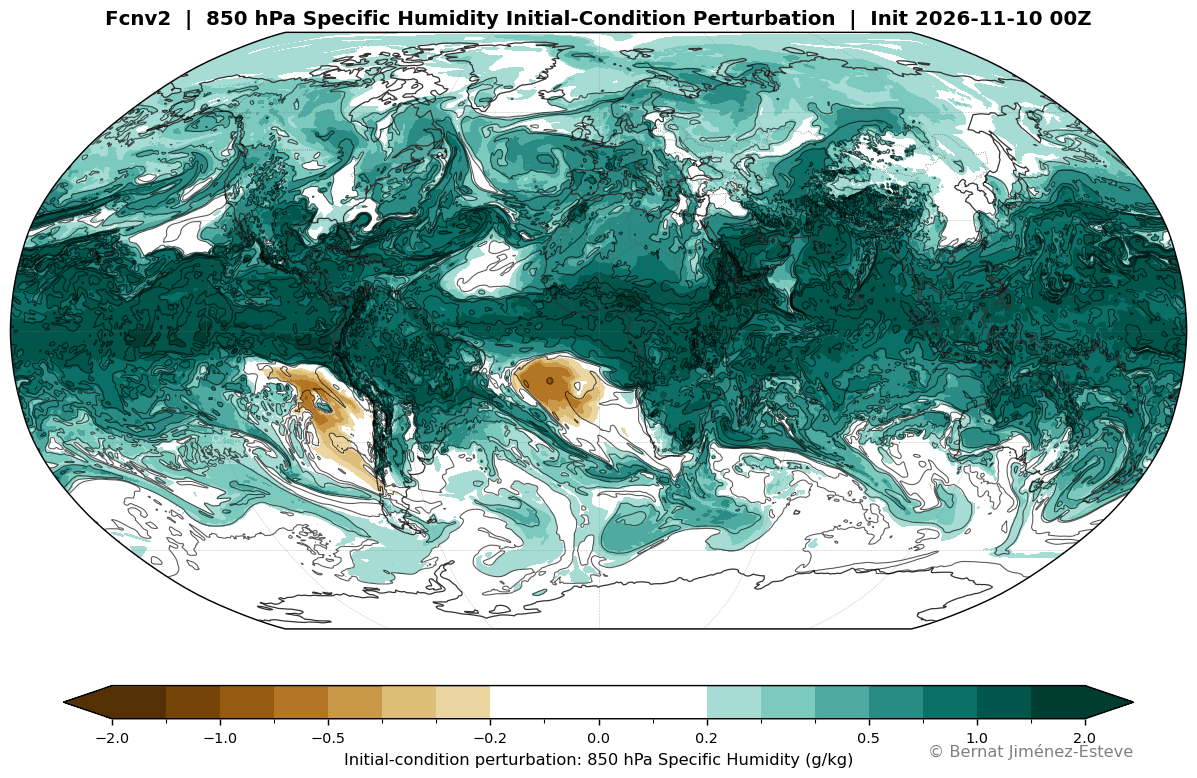 Fcnv2 | 850 hPa Specific Humidity Initial-Condition Perturbation | Init 2026-11-10 00Z
−2.0 −1.0 −0.5 −0.2 0.0 0.2 0.5 1.0 2.0
Initial-condition perturbation: 850 hPa Specific Humidity (g/kg)
© Bernat Jiménez-Esteve